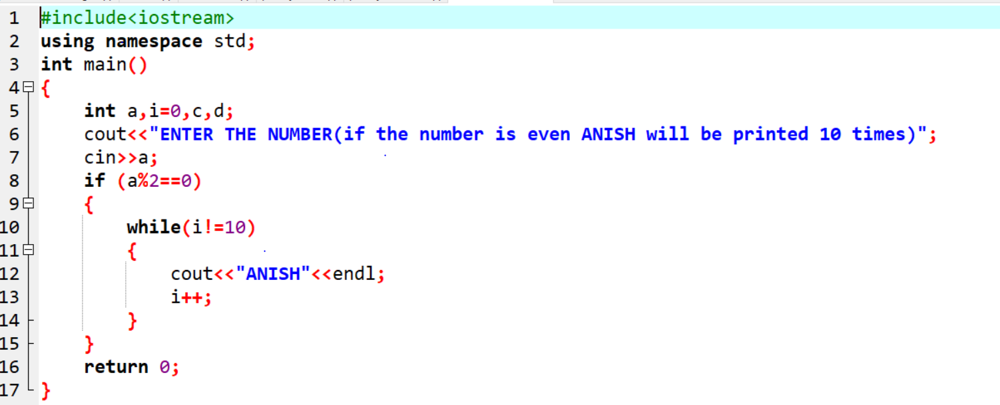 1 #include<iostream>
2 using namespace std;
3 int main()
4 {
5 int a,i=0,c,d;
6 cout<<"ENTER THE NUMBER(if the number is even ANISH will be printed 10 times)";
7 cin>>a;
8 if (a%2==0)
9 {
10 while(i!=10)
11 {
12 cout<<"ANISH"<<endl;
13 i++;
14 }
15 }
16 return 0;
17 }